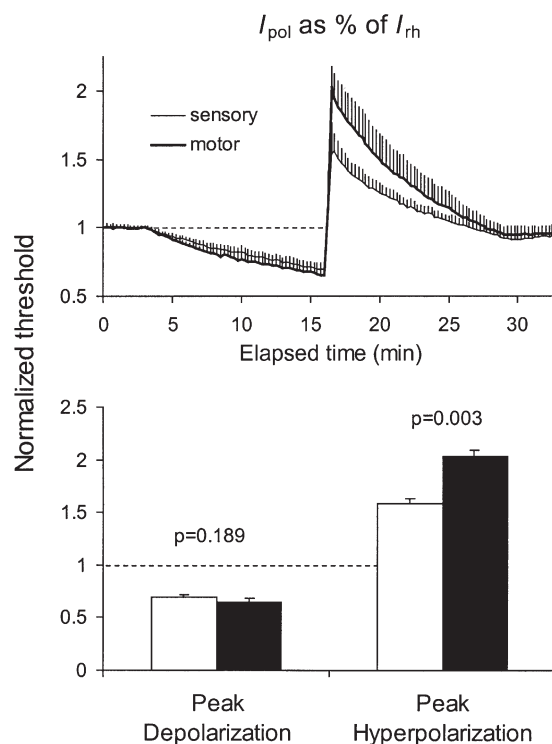 I_pol as % of I_rh
2
1.5
1
0.5
sensory
motor
0 5 10 15 20 25 30
Elapsed time (min)
Normalized threshold
2.5
2
1.5
1
0.5
0
p=0.189
p=0.003
Peak Depolarization
Peak Hyperpolarization